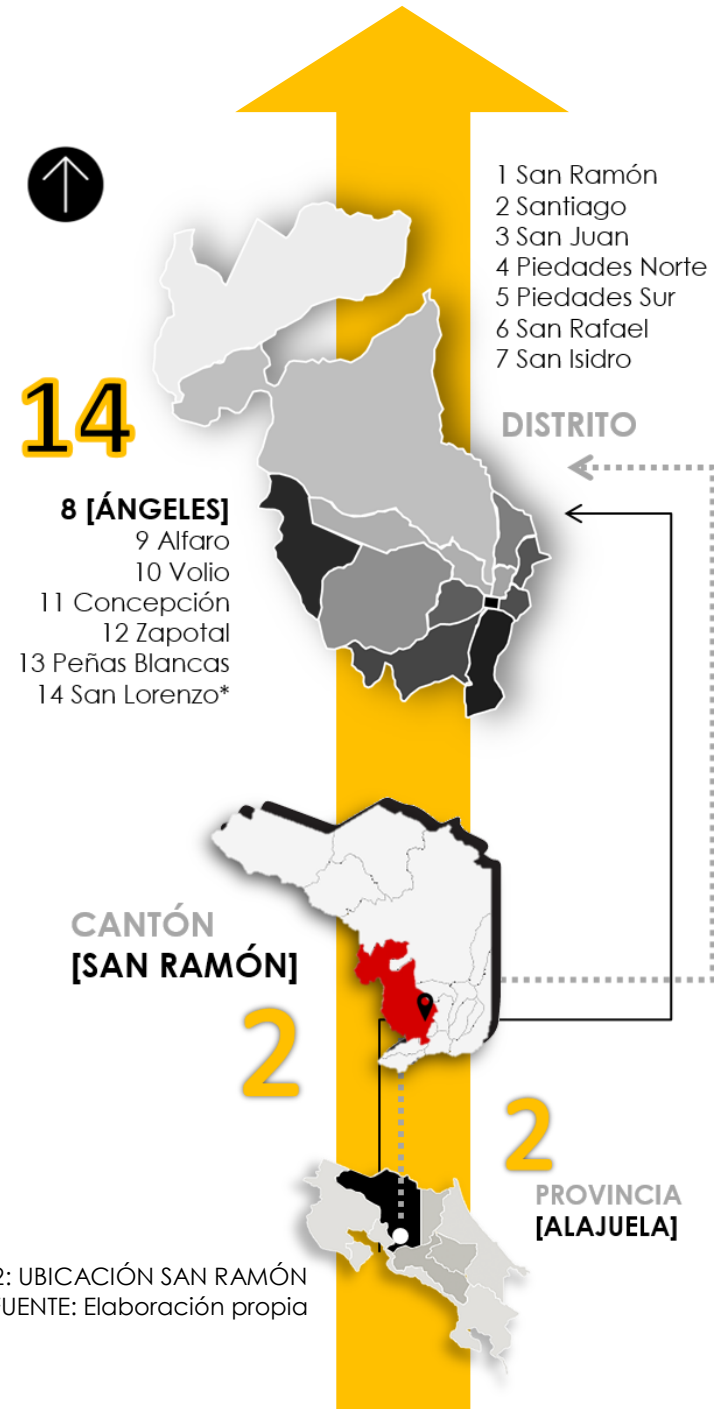 1 San Ramón
2 Santiago
3 San Juan
4 Piedades Norte
5 Piedades Sur
6 San Rafael
7 San Isidro
14
DISTRITO
8 [ÁNGELES]
9 Alfaro
10 Volio
11 Concepción
12 Zapotal
13 Peñas Blancas
14 San Lorenzo*
CANTÓN
[SAN RAMÓN]
2
2
PROVINCIA
[ALAJUELA]
2: UBICACIÓN SAN RAMÓN
FUENTE: Elaboración propia